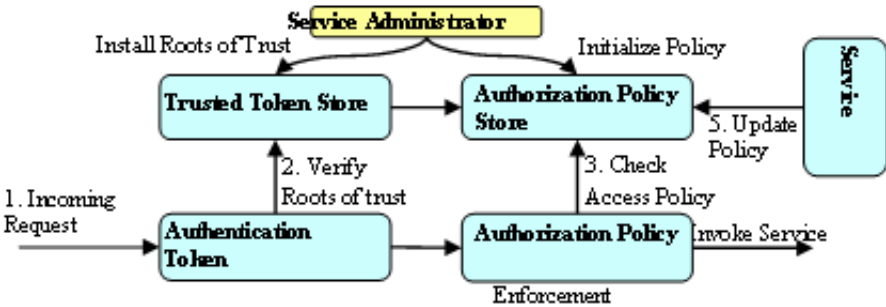 Service Administrator
Install Roots of Trust
Initialize Policy
Service
Trusted Token Store
Authorization Policy
Store
5. Update
Policy
2. Verify
Roots of trust
3. Check
Access Policy
1. Incoming
Request
Authentication
Token
Authorization Policy
Invoke Service
Enforcement